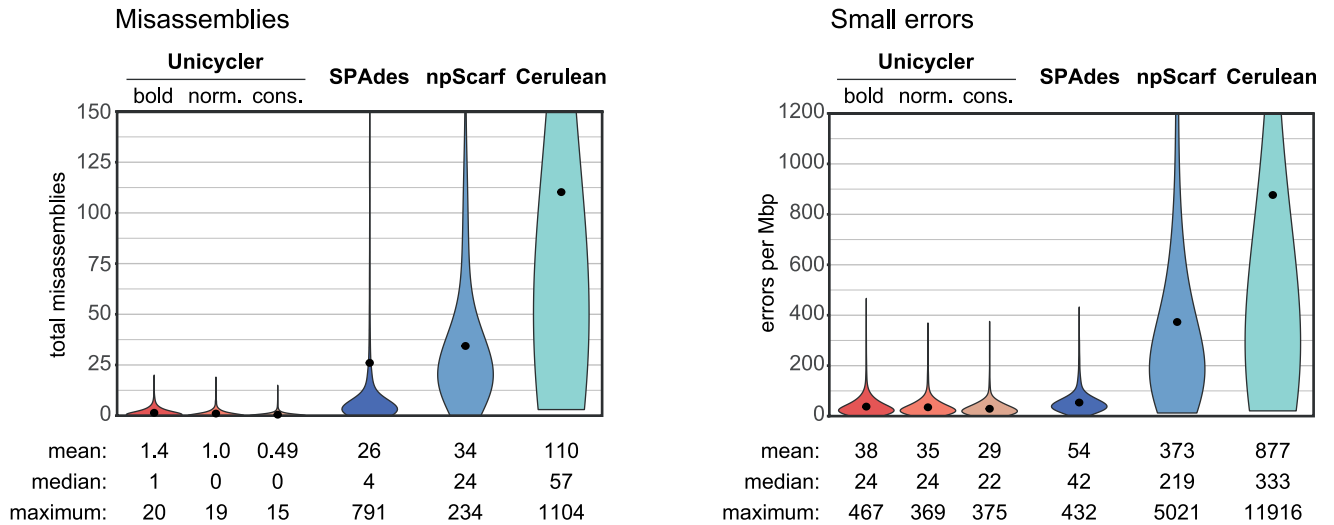 Misassemblies
Unicycler SPAdes npScarf Cerulean
bold norm. cons.
total misassemblies
150
125
100
75
50
25
0
mean: 1.4 1.0 0.49 26 34 110
median: 1 0 0 4 24 57
maximum: 20 19 15 791 234 1104
Small errors
Unicycler SPAdes npScarf Cerulean
bold norm. cons.
errors per Mbp
1200
1000
800
600
400
200
0
mean: 38 35 29 54 373 877
median: 24 24 22 42 219 333
maximum: 467 369 375 432 5021 11916